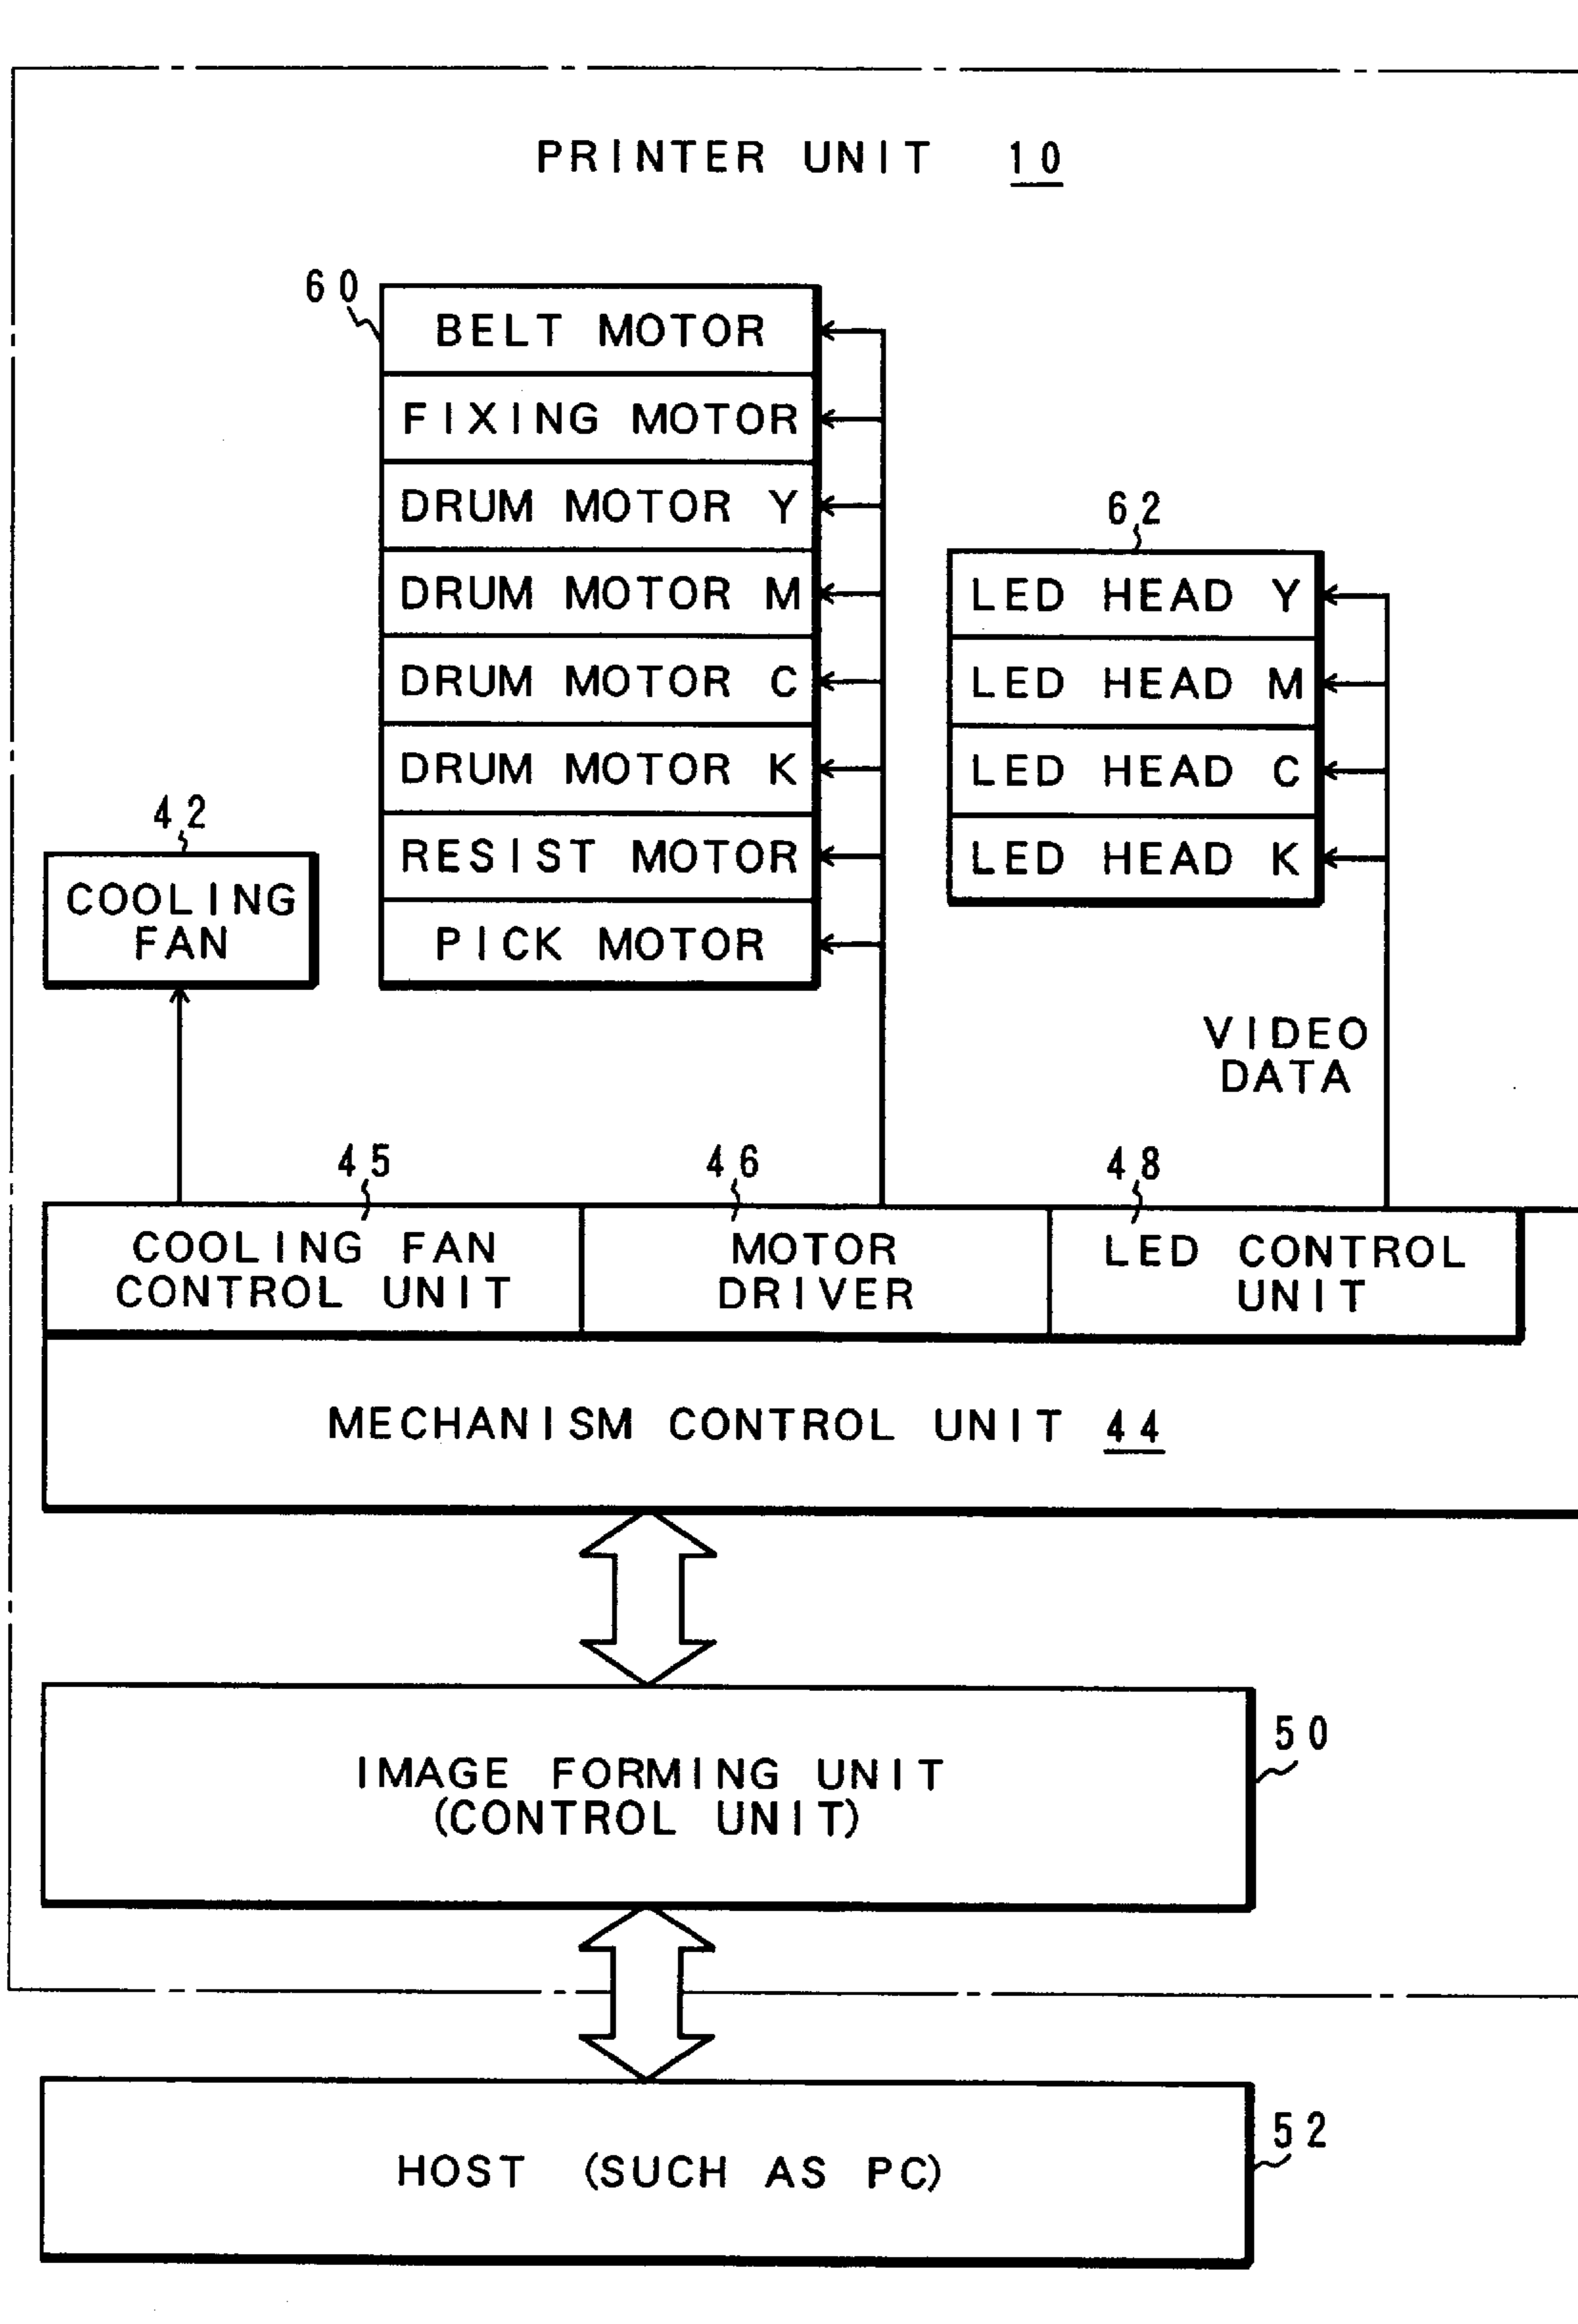 PRINTER UNIT 10
60
BELT MOTOR
FIXING MOTOR
DRUM MOTOR Y
DRUM MOTOR M
DRUM MOTOR C
DRUM MOTOR K
RESIST MOTOR
PICK MOTOR
62
LED HEAD Y
LED HEAD M
LED HEAD C
LED HEAD K
42
COOLING
FAN
VIDEO
DATA
45
COOLING FAN
CONTROL UNIT
46
MOTOR
DRIVER
48
LED CONTROL
UNIT
MECHANISM CONTROL UNIT 44
IMAGE FORMING UNIT
(CONTROL UNIT)
50
HOST (SUCH AS PC)
52